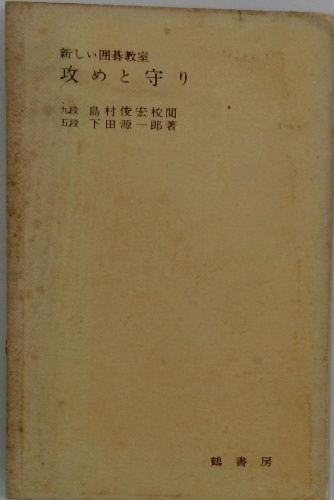 新しい囲碁教室
攻めと守り
九段 島村俊宏校閲
五段 下田源一郎著
鶴書房